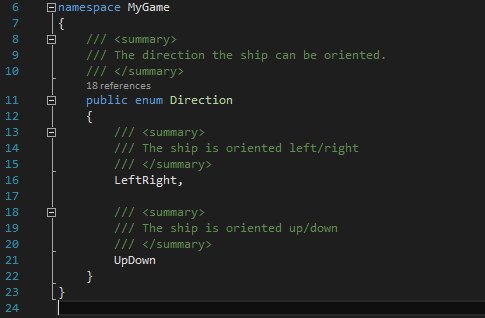 6 namespace MyGame
7 {
8 /// <summary>
9 /// The direction the ship can be oriented.
10 /// </summary>
18 references
11 public enum Direction
12 {
13 /// <summary>
14 /// The ship is oriented left/right
15 /// </summary>
16 LeftRight,
17
18 /// <summary>
19 /// The ship is oriented up/down
20 /// </summary>
21 UpDown
22 }
23 }
24